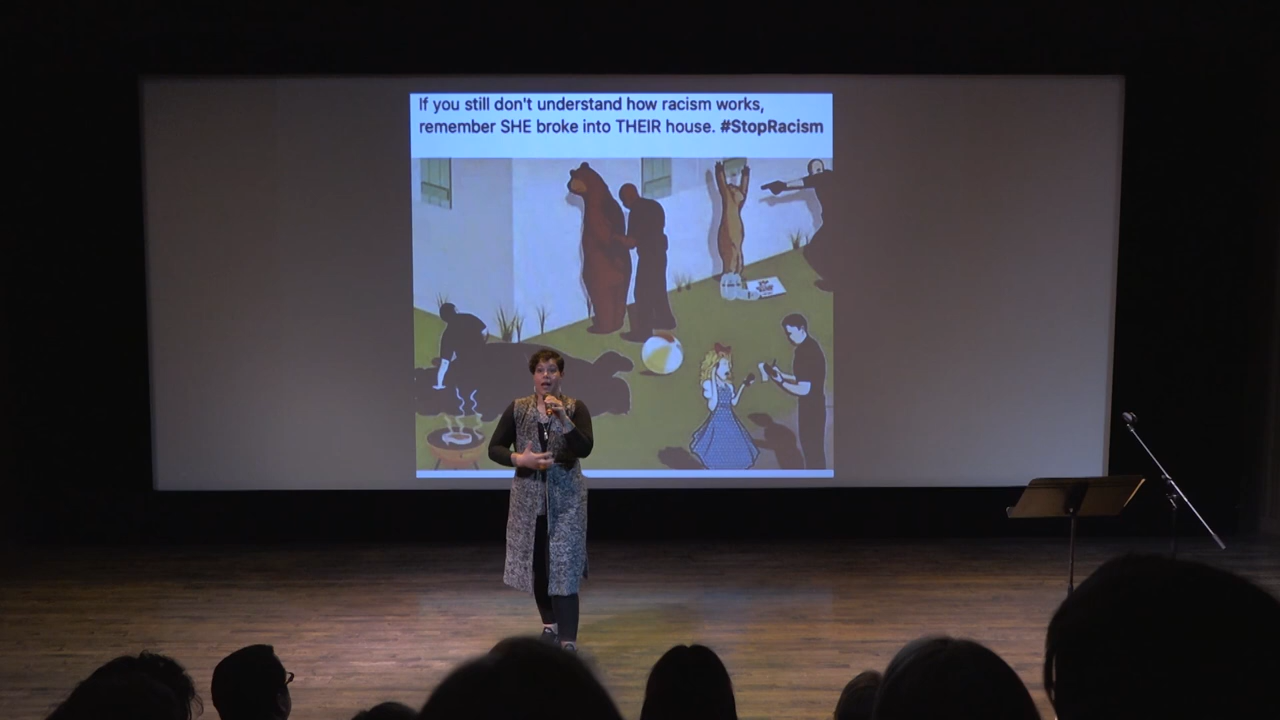 If you still don't understand how racism works,
remember SHE broke into THEIR house. #StopRacism